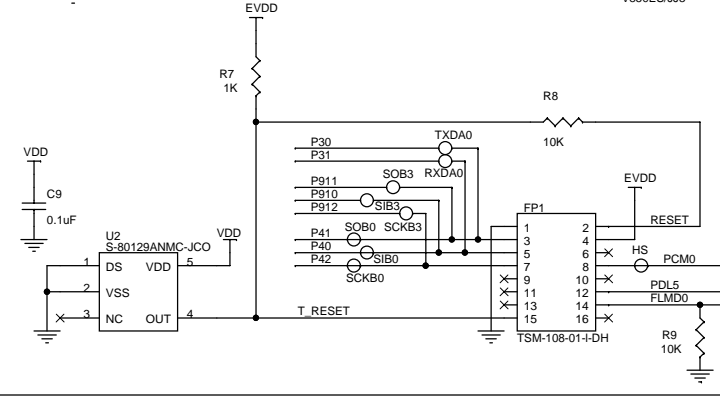 EVDD
R7
1K
R8
10K
VDD
C9
0.1uF
P30
P31
TXDA0
RXDA0
P911
P910
P912
SOB3
SIB3
SCKB3
P41
P40
P42
SOB0
SIB0
SCKB0
EVDD
RESET
HS
PCM0
PDL5
FLMD0
R9
10K
FP1
1 2
3 4
5 6
7 8
9 10
11 12
13 14
15 16
TSM-108-01-I-DH
U2
S-80129ANMC-JCO
VDD
1 DS VDD 5
2 VSS
3 NC OUT 4
T_RESET